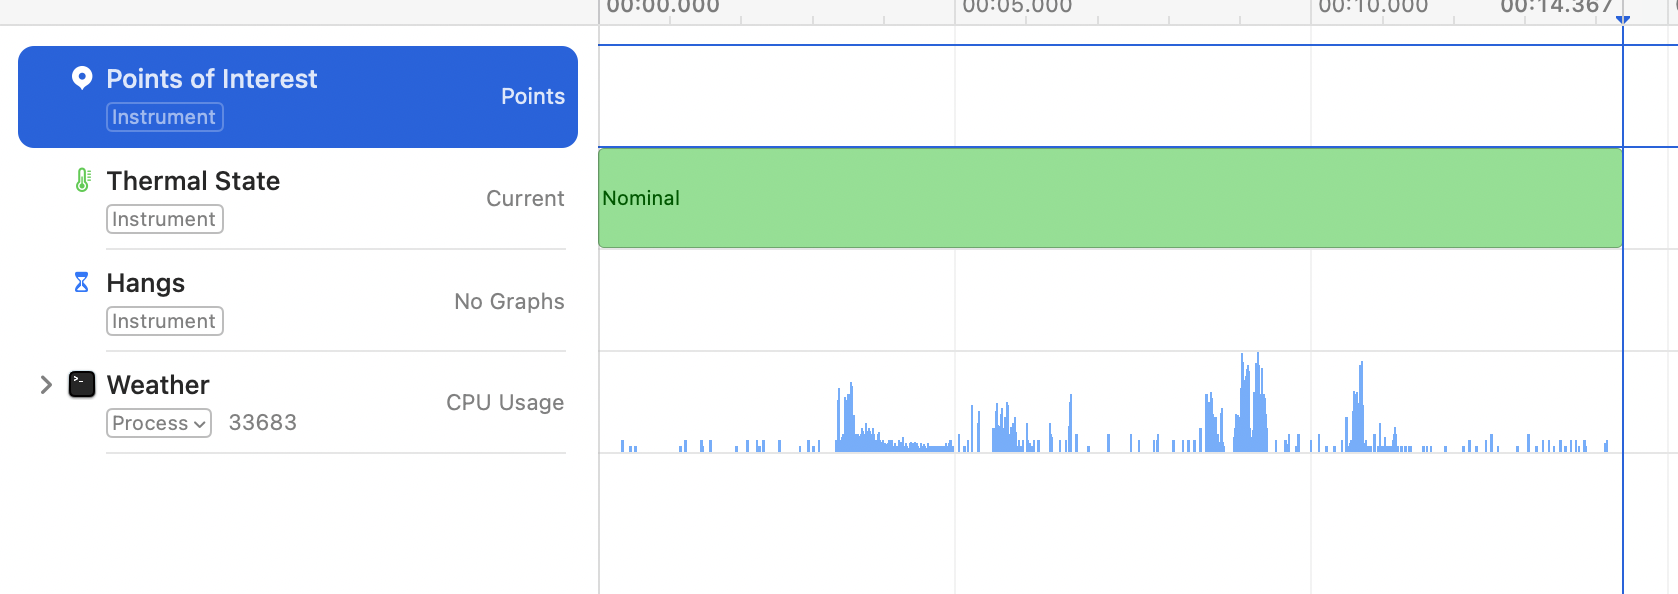 00:00.000 00:05.000 00:10.000 00:14.367
Points of Interest
Instrument
Points
Thermal State
Instrument
Current
Nominal
Hangs
Instrument
No Graphs
Weather
Process 33683
CPU Usage